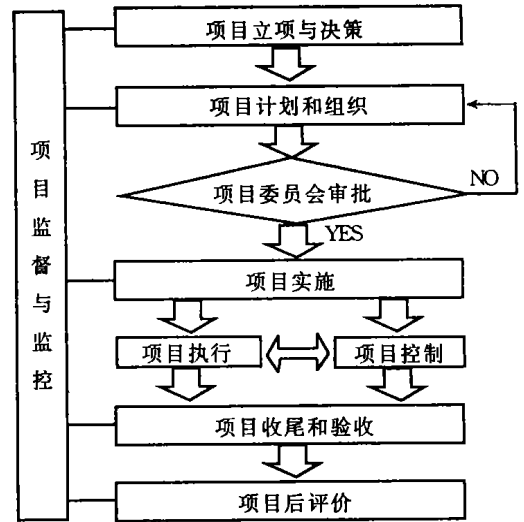 项目立项与决策
项目计划和组织
项目委员会审批
NO
YES
项目实施
项目执行
项目控制
项目收尾和验收
项目后评价
项目监督与监控